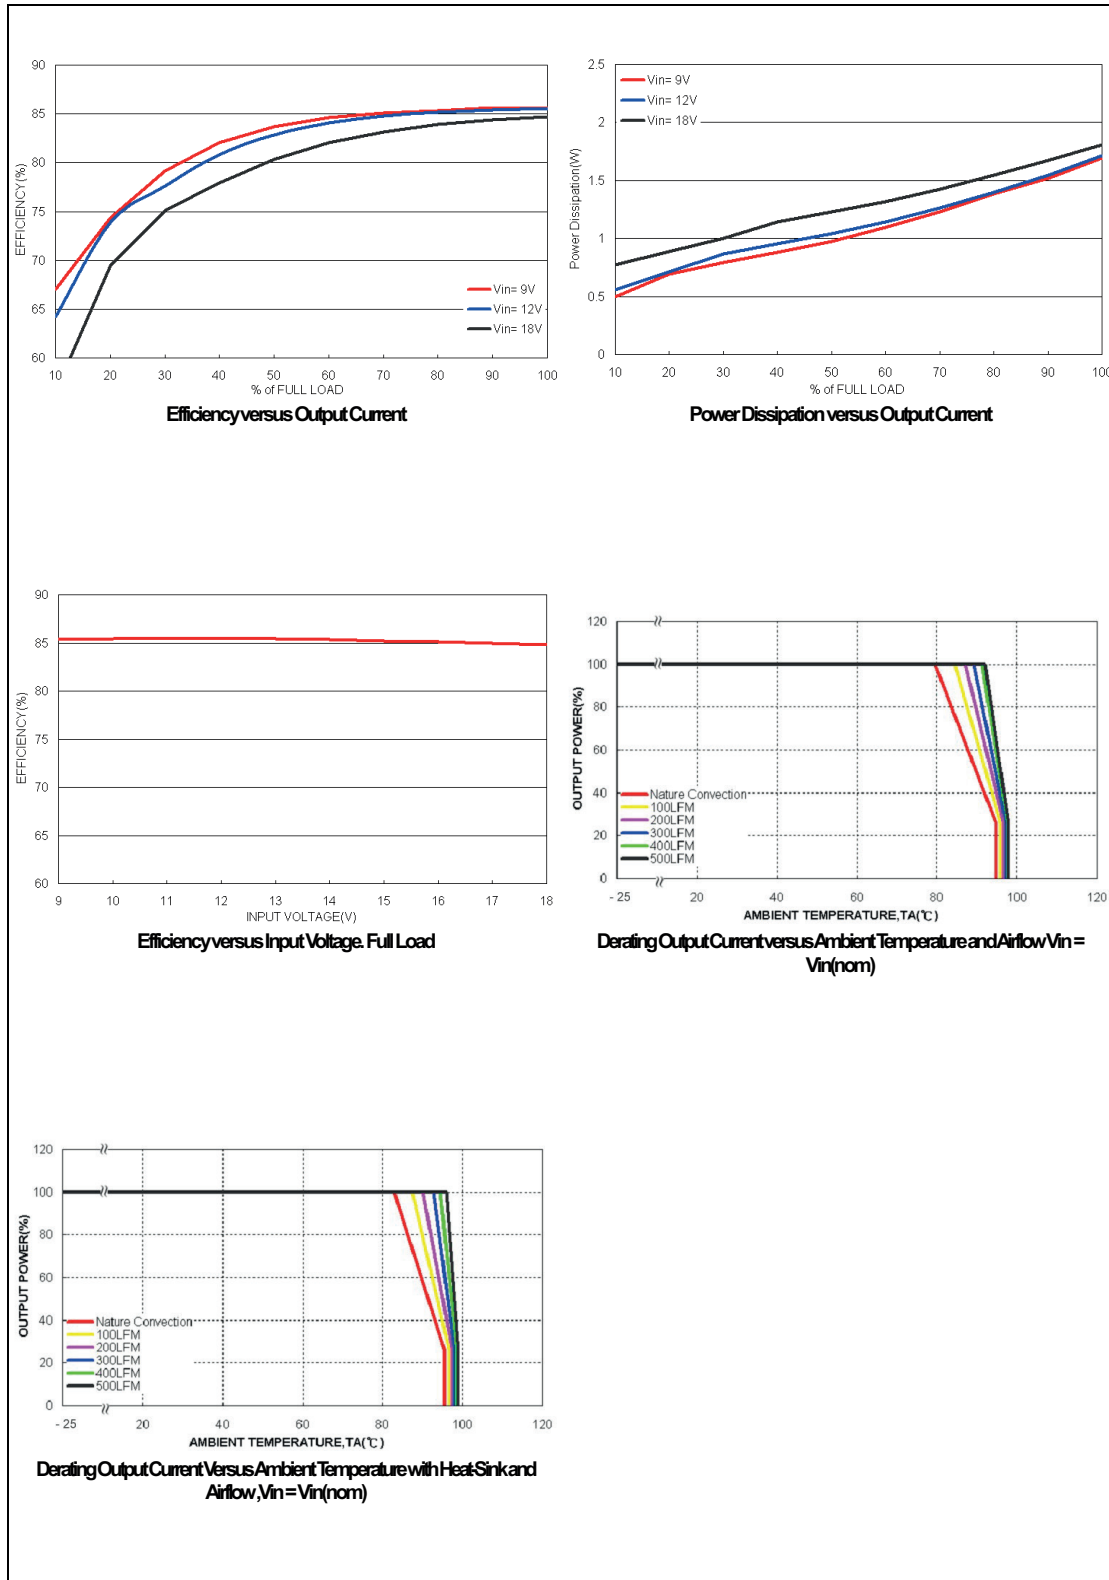 90
85
80
75
70
65
60
EFFICIENCY(%)
Vin= 9V
Vin= 12V
Vin= 18V
10 20 30 40 50 60 70 80 90 100
% of FULL LOAD
Efficiency versus Output Current
2.5
2
1.5
1
0.5
0
Power Dissipation(W)
Vin= 9V
Vin= 12V
Vin= 18V
10 20 30 40 50 60 70 80 90 100
% of FULL LOAD
Power Dissipation versus Output Current
90
85
80
75
70
65
60
EFFICIENCY(%)
9 10 11 12 13 14 15 16 17 18
INPUT VOLTAGE(V)
Efficiency versus Input Voltage. Full Load
120
100
80
60
40
20
0
OUTPUT POWER(%)
Nature Convection
100LFM
200LFM
300LFM
400LFM
500LFM
- 25 20 40 60 80 100 120
AMBIENT TEMPERATURE,TA(℃)
Derating Output Current versus Ambient Temperature and Airflow Vin =
Vin(nom)
120
100
80
60
40
20
0
OUTPUT POWER(%)
Nature Convection
100LFM
200LFM
300LFM
400LFM
500LFM
- 25 20 40 60 80 100 120
AMBIENT TEMPERATURE,TA(℃)
Derating Output Current Versus Ambient Temperature with Heat-Sink and
Airflow ,Vin = Vin(nom)